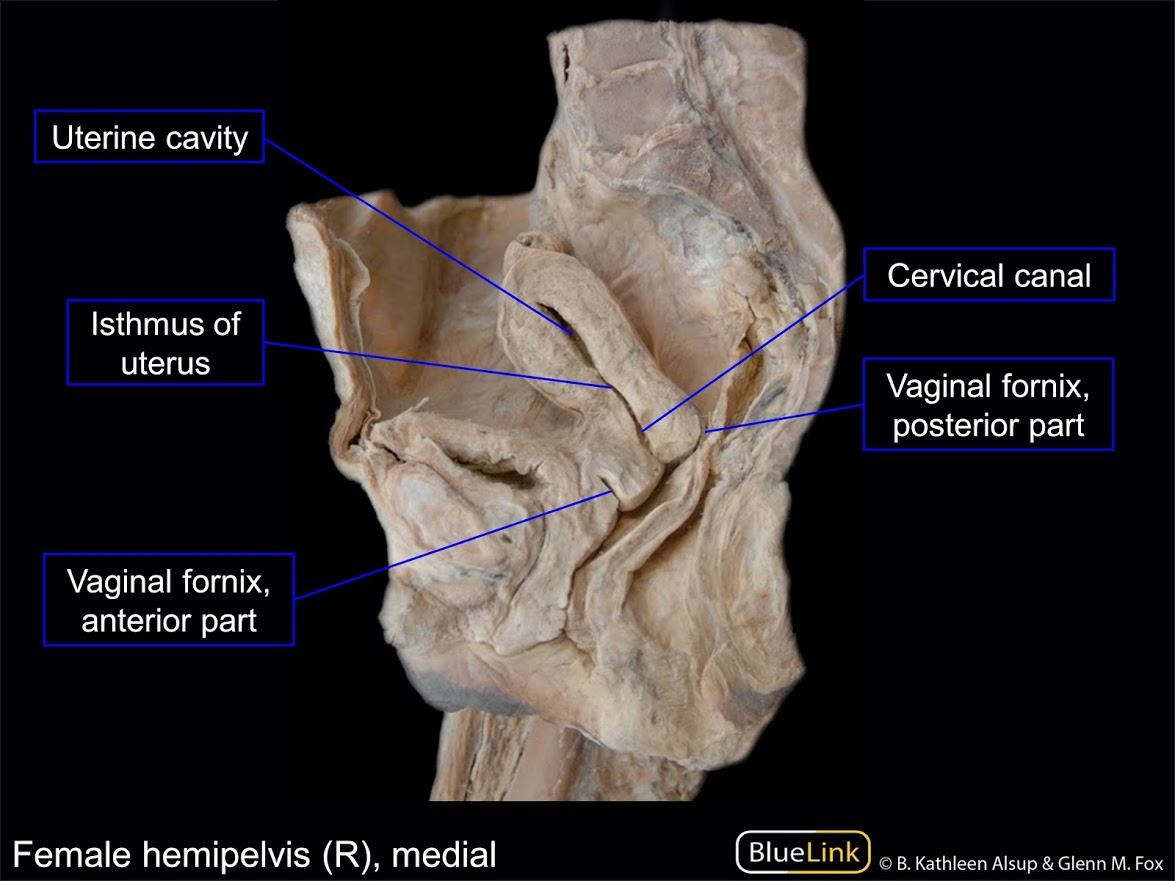 Uterine cavity
Isthmus of
uterus
Cervical canal
Vaginal fornix,
posterior part
Vaginal fornix,
anterior part
Female hemipelvis (R), medial
BlueLink
© B. Kathleen Alsup & Glenn M. Fox